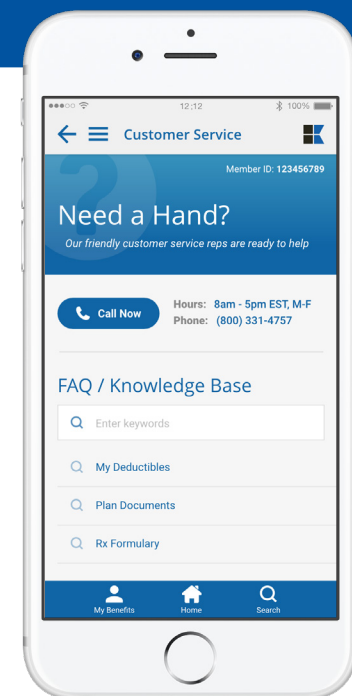 12:12
100%
Customer Service
Member ID: 123456789
Need a Hand?
Our friendly customer service reps are ready to help
Call Now
Hours: 8am - 5pm EST, M-F
Phone: (800) 331-4757
FAQ / Knowledge Base
Enter keywords
My Deductibles
Plan Documents
Rx Formulary
My Benefits Home Search